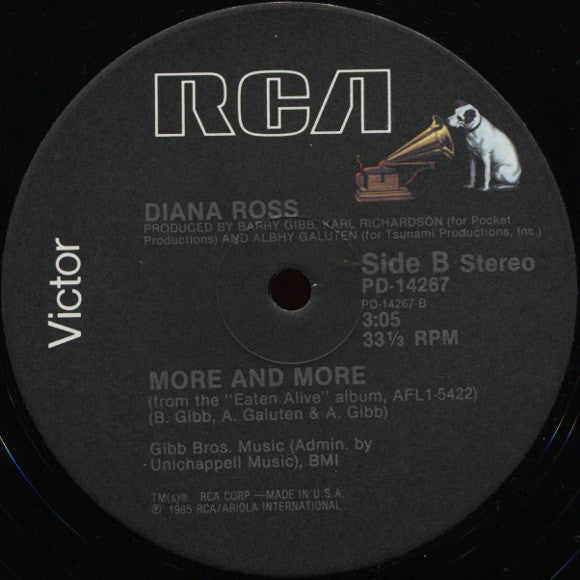 RCA
Victor
DIANA ROSS
PRODUCED BY BARRY GIBB, KARL RICHARDSON (for Pocket
Productions) AND ALBHY GALUTEN (for Tsunami Productions, Inc.)
Side B Stereo
PD-14267
PD-14267-B
3:05
33⅓ RPM
MORE AND MORE
(from the "Eaten Alive" album, AFL1-5422)
(B. Gibb, A. Galuten & A. Gibb)
Gibb Bros. Music (Admin. by
Unichappell Music), BMI
TM(s)® RCA CORP.—MADE IN U.S.A.
℗ 1985 RCA/ARIOLA INTERNATIONAL